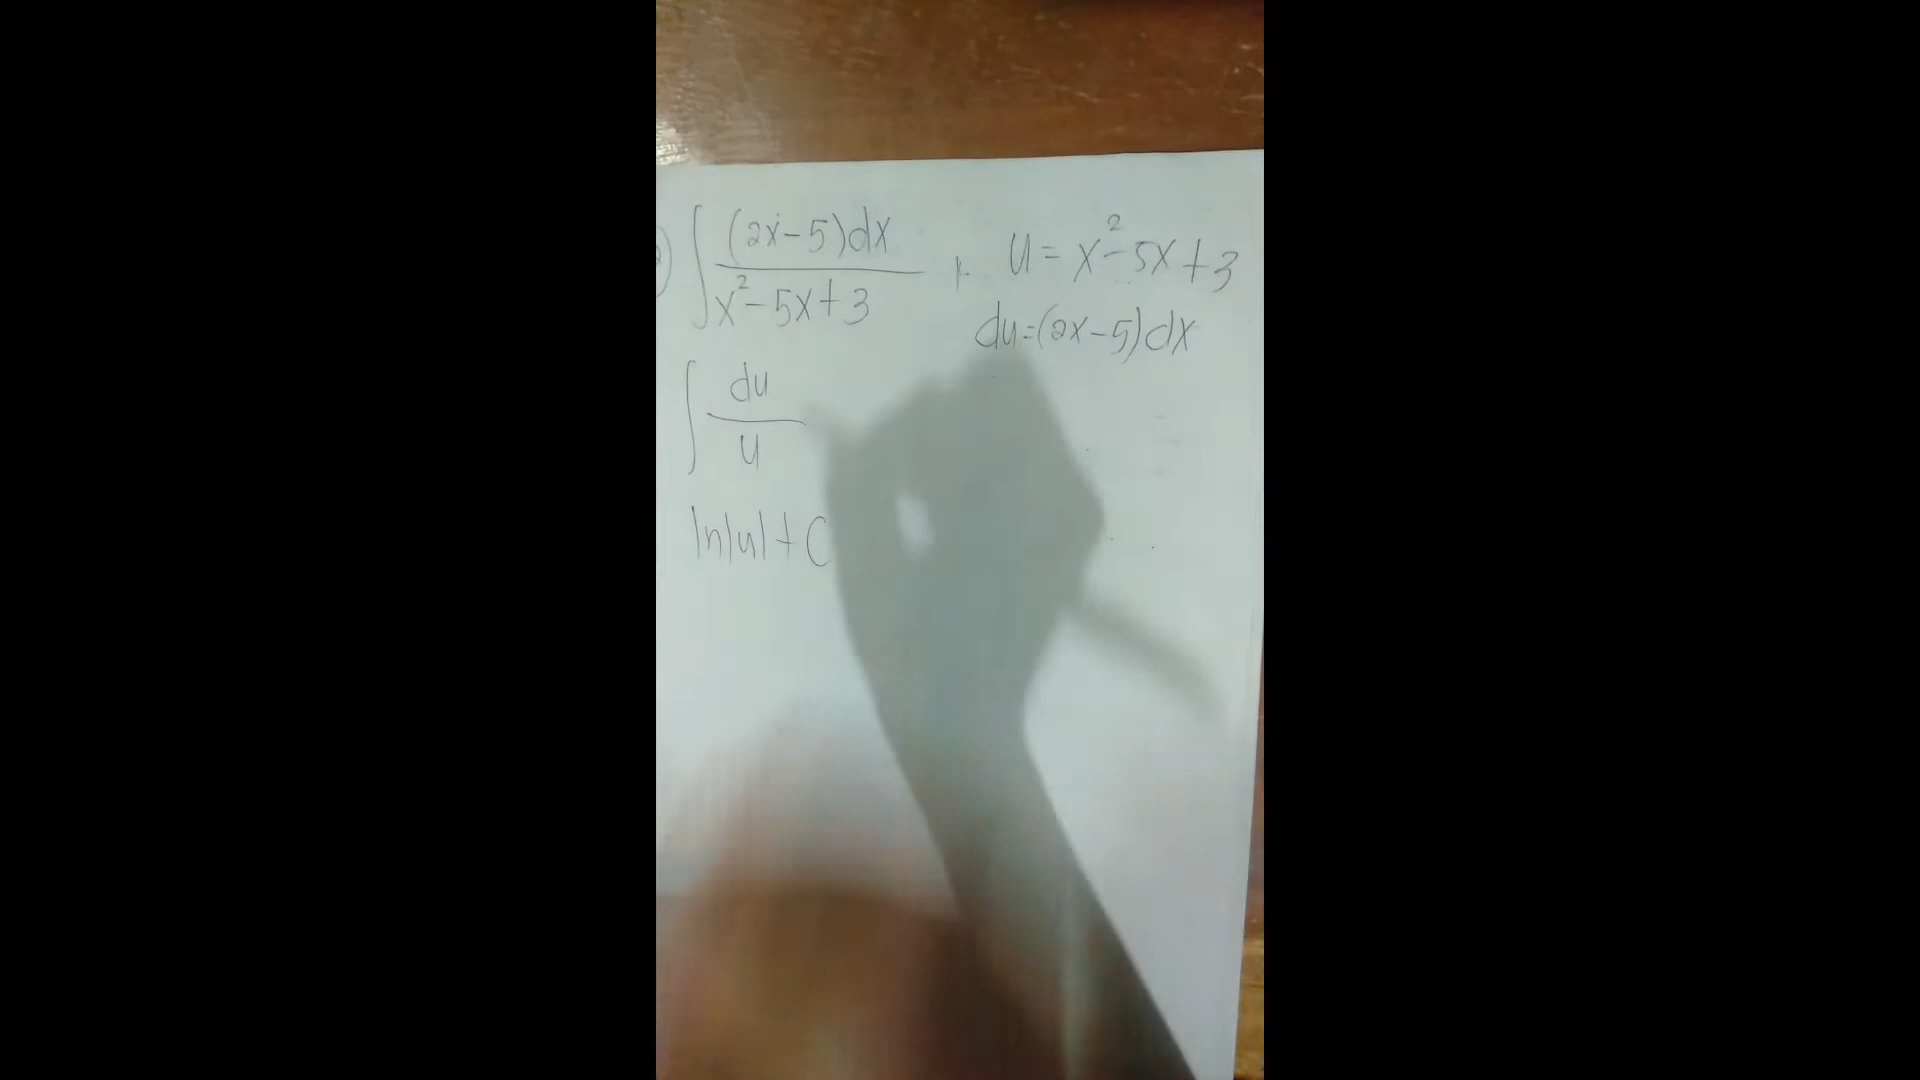 ∫ (2x-5)dx / x²-5x+3 , u = x²-5x+3
du=(2x-5)dx
∫ du / u
ln|u|+C